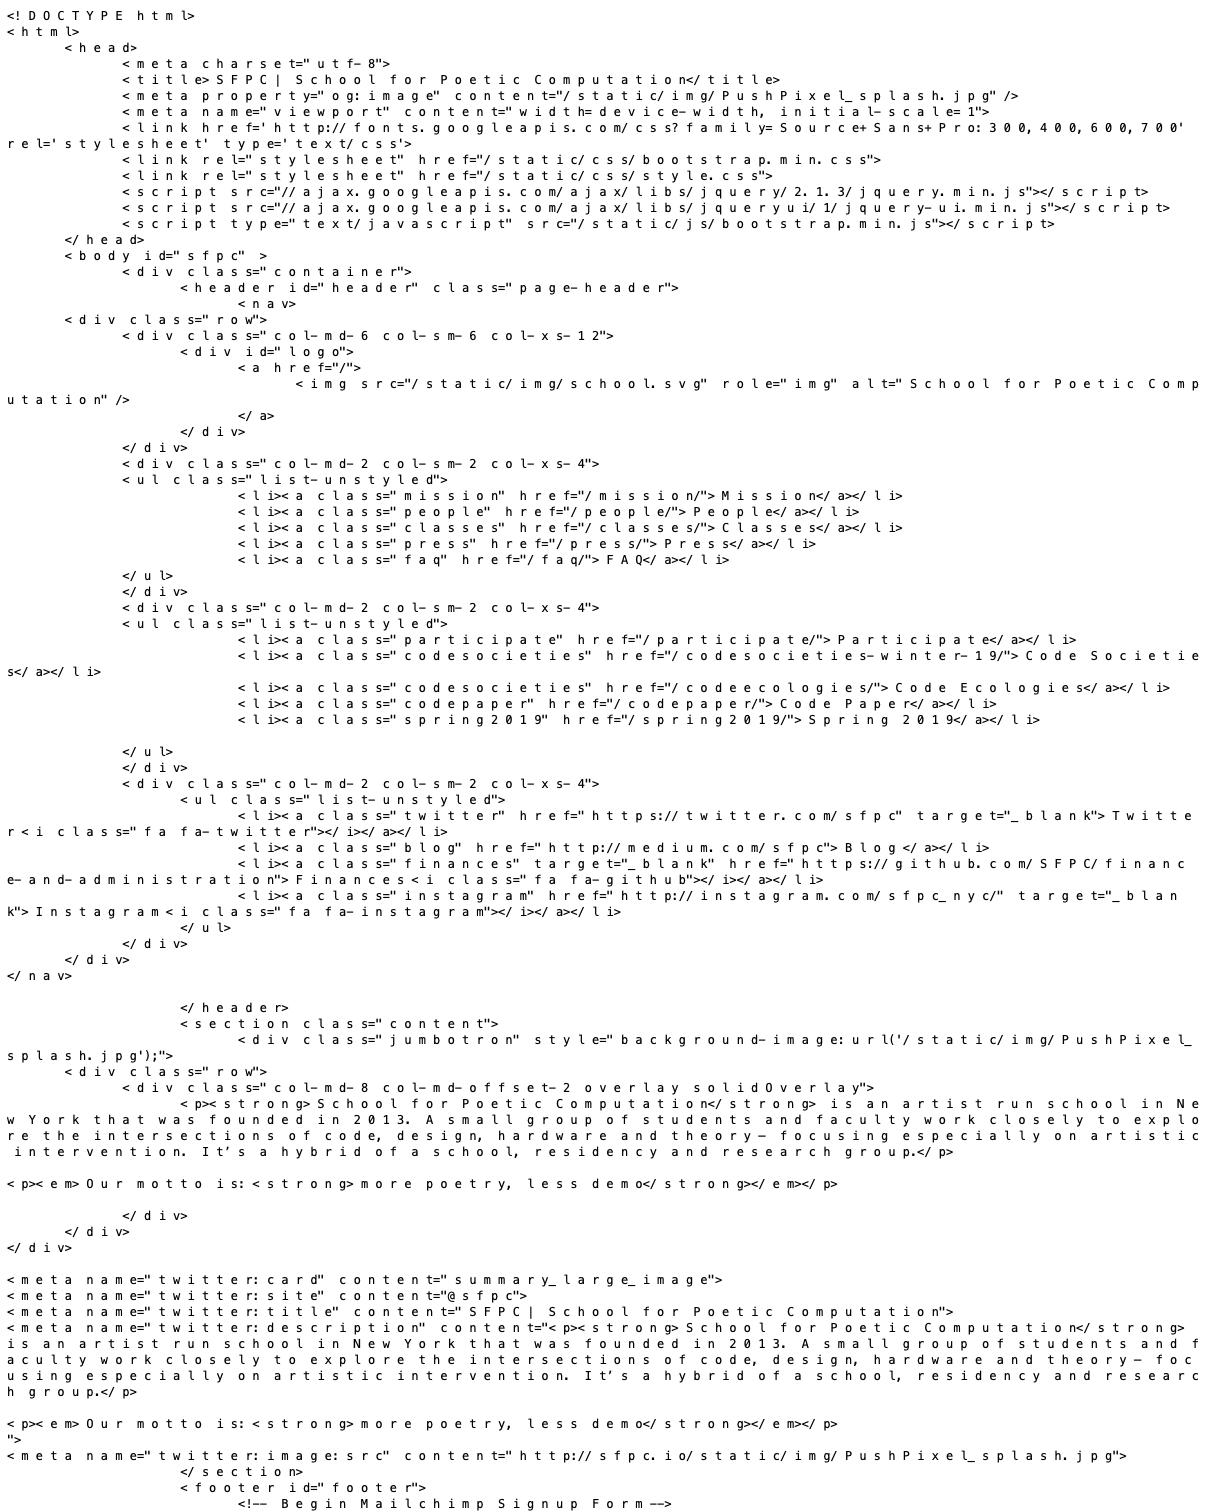 <!DOCTYPE html>
<html>
<head>
<meta charset="utf-8">
<title>SFPC | School for Poetic Computation</title>
<meta property="og:image" content="/static/img/PushPixel_splash.jpg" />
<meta name="viewport" content="width=device-width, initial-scale=1">
<link href='http://fonts.googleapis.com/css?family=Source+Sans+Pro:300,400,600,700'
rel='stylesheet' type='text/css'>
<link rel="stylesheet" href="/static/css/bootstrap.min.css">
<link rel="stylesheet" href="/static/css/style.css">
<script src="//ajax.googleapis.com/ajax/libs/jquery/2.1.3/jquery.min.js"></script>
<script src="//ajax.googleapis.com/ajax/libs/jqueryui/1/jquery-ui.min.js"></script>
<script type="text/javascript" src="/static/js/bootstrap.min.js"></script>
</head>
<body id="sfpc" >
<div class="container">
<header id="header" class="page-header">
<nav>
<div class="row">
<div class="col-md-6 col-sm-6 col-xs-12">
<div id="logo">
<a href="/">
<img src="/static/img/school.svg" role="img" alt="School for Poetic Comp
utation" />
</a>
</div>
</div>
<div class="col-md-2 col-sm-2 col-xs-4">
<ul class="list-unstyled">
<li><a class="mission" href="/mission/">Mission</a></li>
<li><a class="people" href="/people/">People</a></li>
<li><a class="classes" href="/classes/">Classes</a></li>
<li><a class="press" href="/press/">Press</a></li>
<li><a class="faq" href="/faq/">FAQ</a></li>
</ul>
</div>
<div class="col-md-2 col-sm-2 col-xs-4">
<ul class="list-unstyled">
<li><a class="participate" href="/participate/">Participate</a></li>
<li><a class="codesocieties" href="/codesocieties-winter-19/">Code Societie
s</a></li>
<li><a class="codesocieties" href="/codeecologies/">Code Ecologies</a></li>
<li><a class="codepaper" href="/codepaper/">Code Paper</a></li>
<li><a class="spring2019" href="/spring2019/">Spring 2019</a></li>
</ul>
</div>
<div class="col-md-2 col-sm-2 col-xs-4">
<ul class="list-unstyled">
<li><a class="twitter" href="https://twitter.com/sfpc" target="_blank">Twitte
r <i class="fa fa-twitter"></i></a></li>
<li><a class="blog" href="http://medium.com/sfpc">Blog </a></li>
<li><a class="finances" target="_blank" href="https://github.com/SFPC/financ
e-and-administration">Finances <i class="fa fa-github"></i></a></li>
<li><a class="instagram" href="http://instagram.com/sfpc_nyc/" target="_blan
k">Instagram <i class="fa fa-instagram"></i></a></li>
</ul>
</div>
</div>
</nav>
</header>
<section class="content">
<div class="jumbotron" style="background-image:url('/static/img/PushPixel_
splash.jpg');">
<div class="row">
<div class="col-md-8 col-md-offset-2 overlay solidOverlay">
<p><strong>School for Poetic Computation</strong> is an artist run school in Ne
w York that was founded in 2013. A small group of students and faculty work closely to explo
re the intersections of code, design, hardware and theory — focusing especially on artistic
intervention. It’s a hybrid of a school, residency and research group.</p>
<p><em>Our motto is: <strong>more poetry, less demo</strong></em></p>
</div>
</div>
</div>
<meta name="twitter:card" content="summary_large_image">
<meta name="twitter:site" content="@sfpc">
<meta name="twitter:title" content="SFPC | School for Poetic Computation">
<meta name="twitter:description" content="<p><strong>School for Poetic Computation</strong>
is an artist run school in New York that was founded in 2013. A small group of students and f
aculty work closely to explore the intersections of code, design, hardware and theory — foc
using especially on artistic intervention. It’s a hybrid of a school, residency and researc
h group.</p>
<p><em>Our motto is: <strong>more poetry, less demo</strong></em></p>
">
<meta name="twitter:image:src" content="http://sfpc.io/static/img/PushPixel_splash.jpg">
</section>
<footer id="footer">
<!-- Begin Mailchimp Signup Form -->